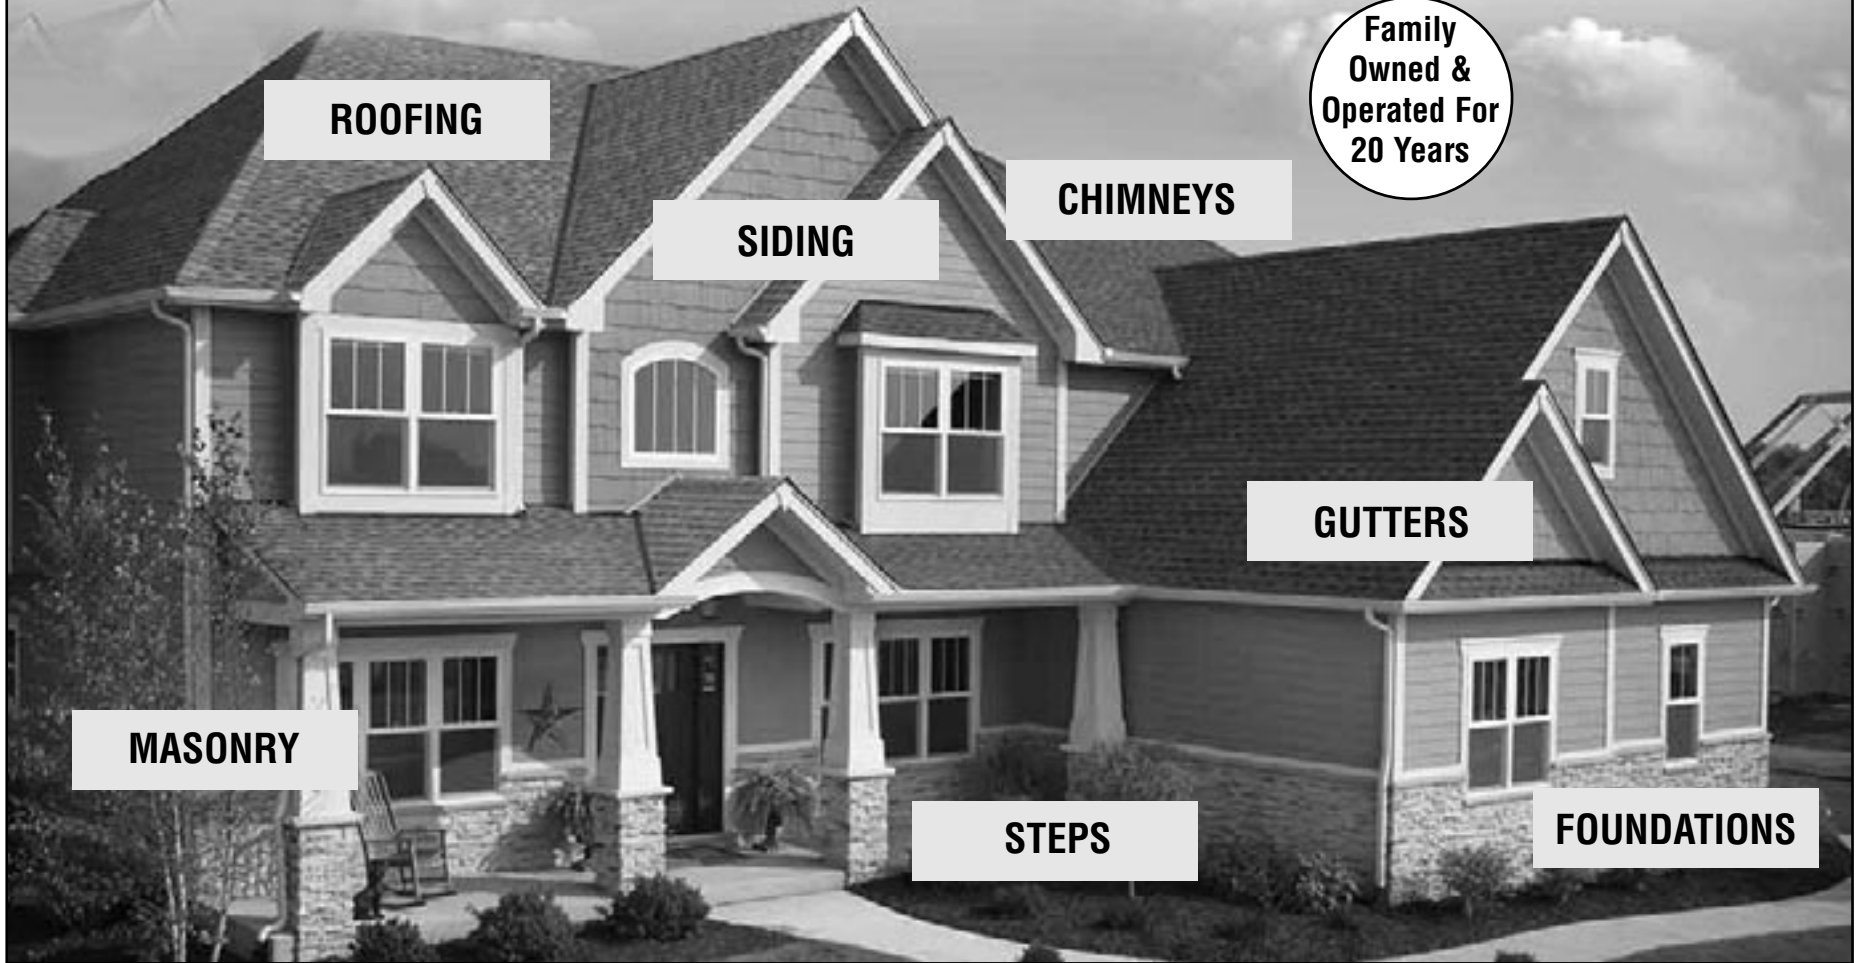 Family
Owned &
Operated For
20 Years
ROOFING
CHIMNEYS
SIDING
GUTTERS
MASONRY
STEPS
FOUNDATIONS